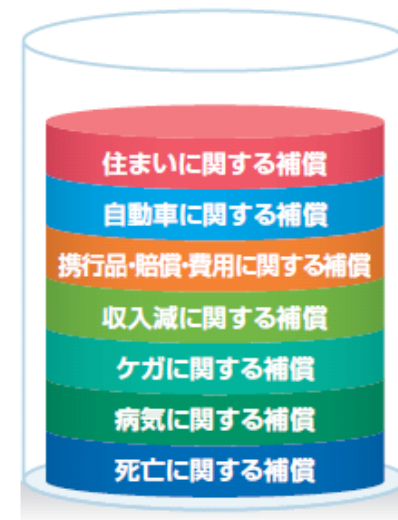 住まいに関する補償
自動車に関する補償
携行品・賠償・費用に関する補償
収入減に関する補償
ケガに関する補償
病気に関する補償
死亡に関する補償